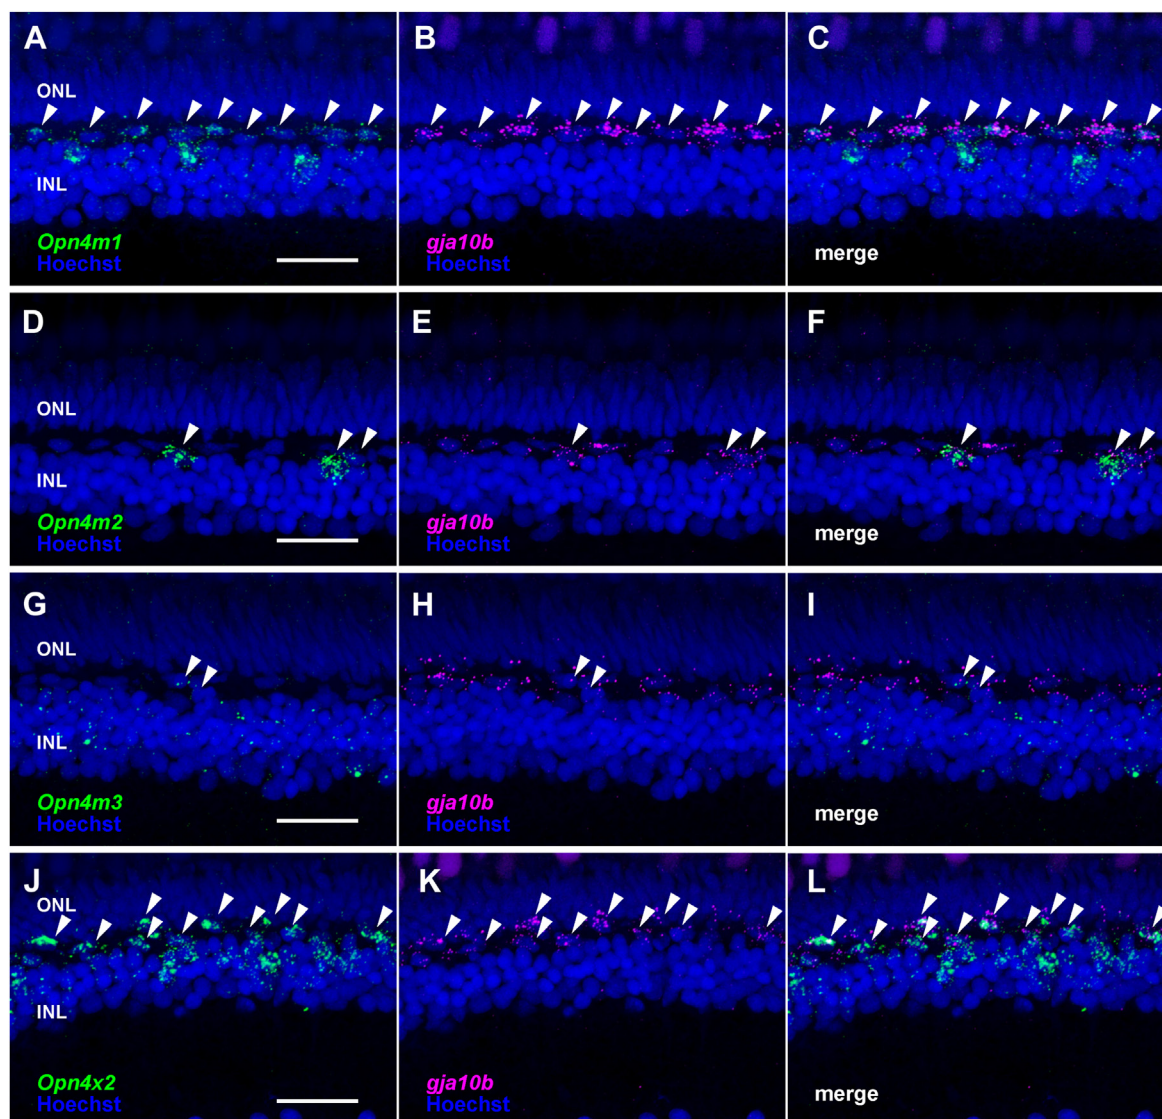 A
B
C
ONL
INL
Opn4m1
Hoechst
gja10b
Hoechst
merge
D
E
F
ONL
INL
Opn4m2
Hoechst
gja10b
Hoechst
merge
G
H
I
ONL
INL
Opn4m3
Hoechst
gja10b
Hoechst
merge
J
K
L
ONL
INL
Opn4x2
Hoechst
gja10b
Hoechst
merge